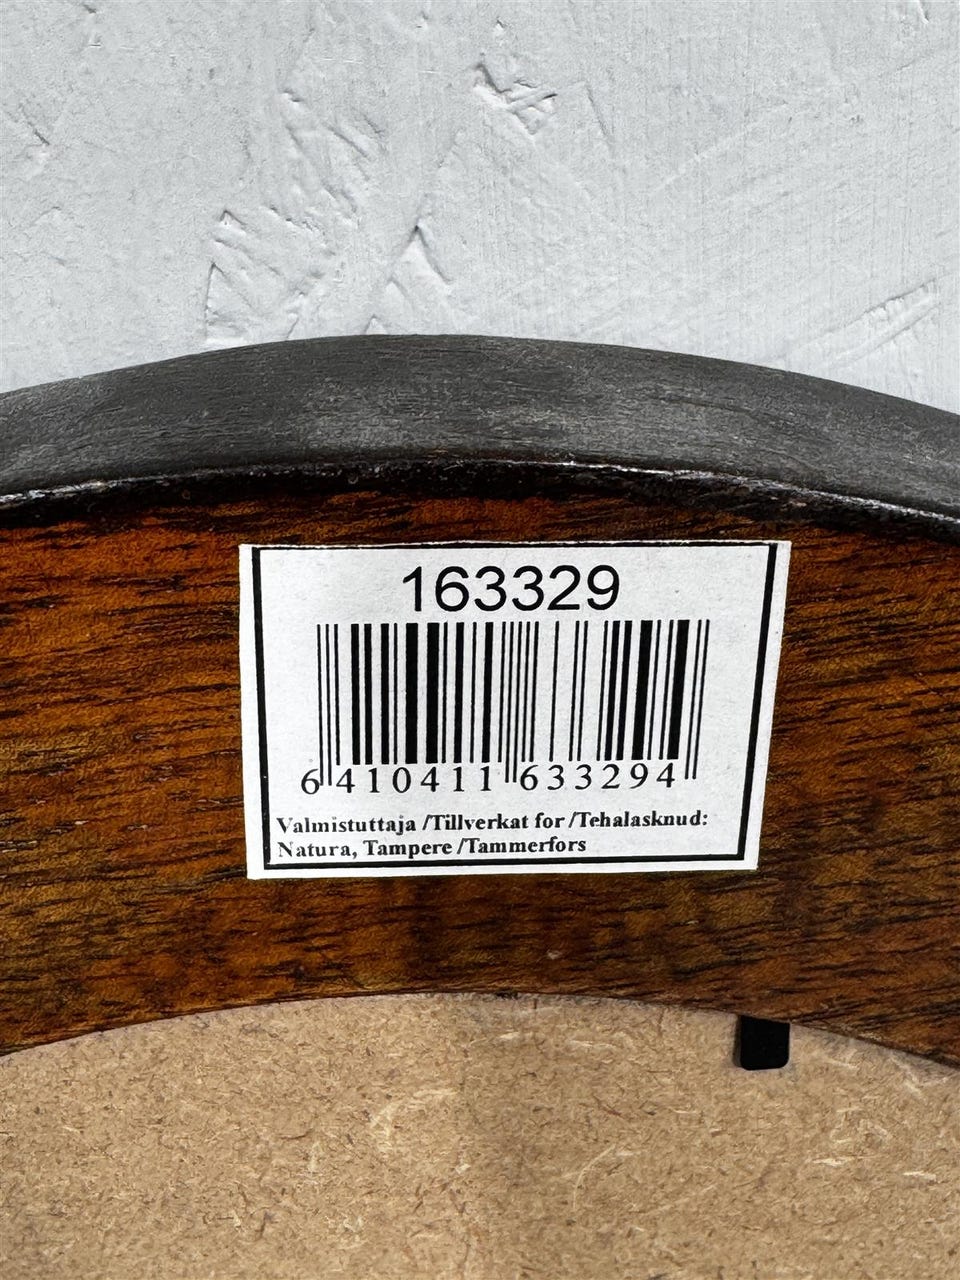 163329
6 410411 633294
Valmistuttaja /Tillverkat for /Tehalasknud:
Natura, Tampere /Tammerfors